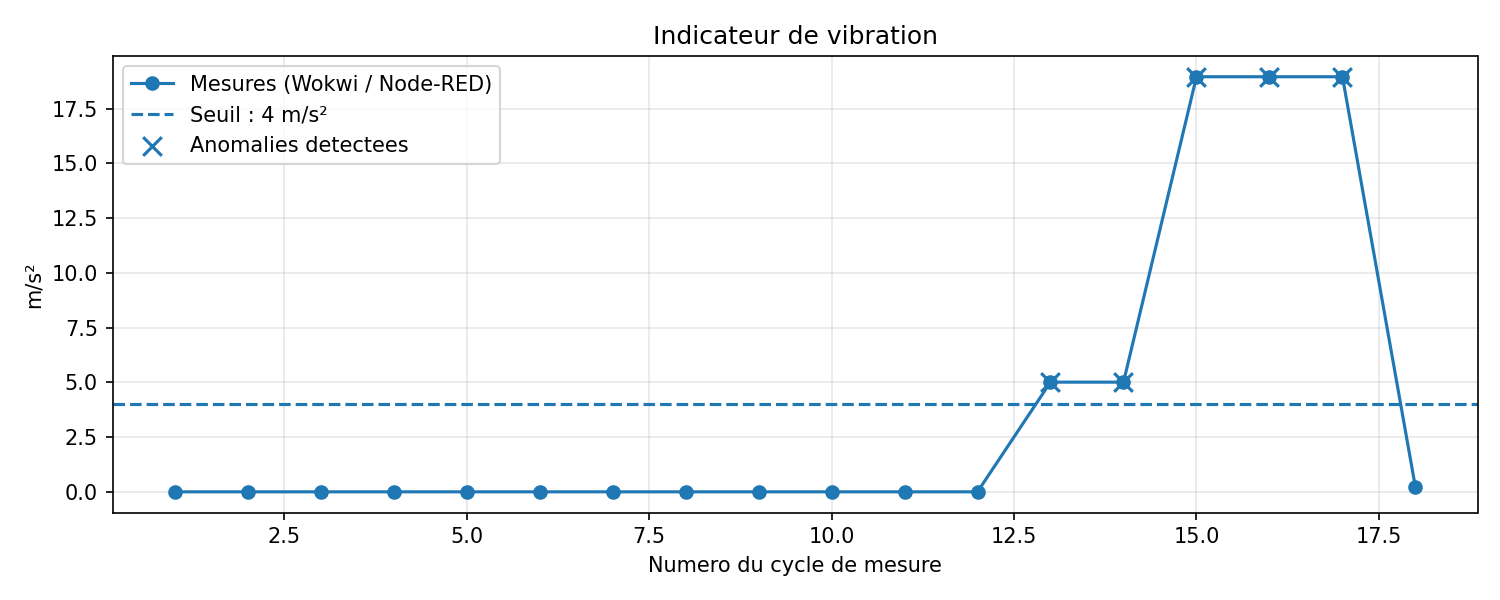 Indicateur de vibration
Mesures (Wokwi / Node-RED)
Seuil : 4 m/s²
Anomalies detectees
m/s²
17.5
15.0
12.5
10.0
7.5
5.0
2.5
0.0
2.5 5.0 7.5 10.0 12.5 15.0 17.5
Numero du cycle de mesure